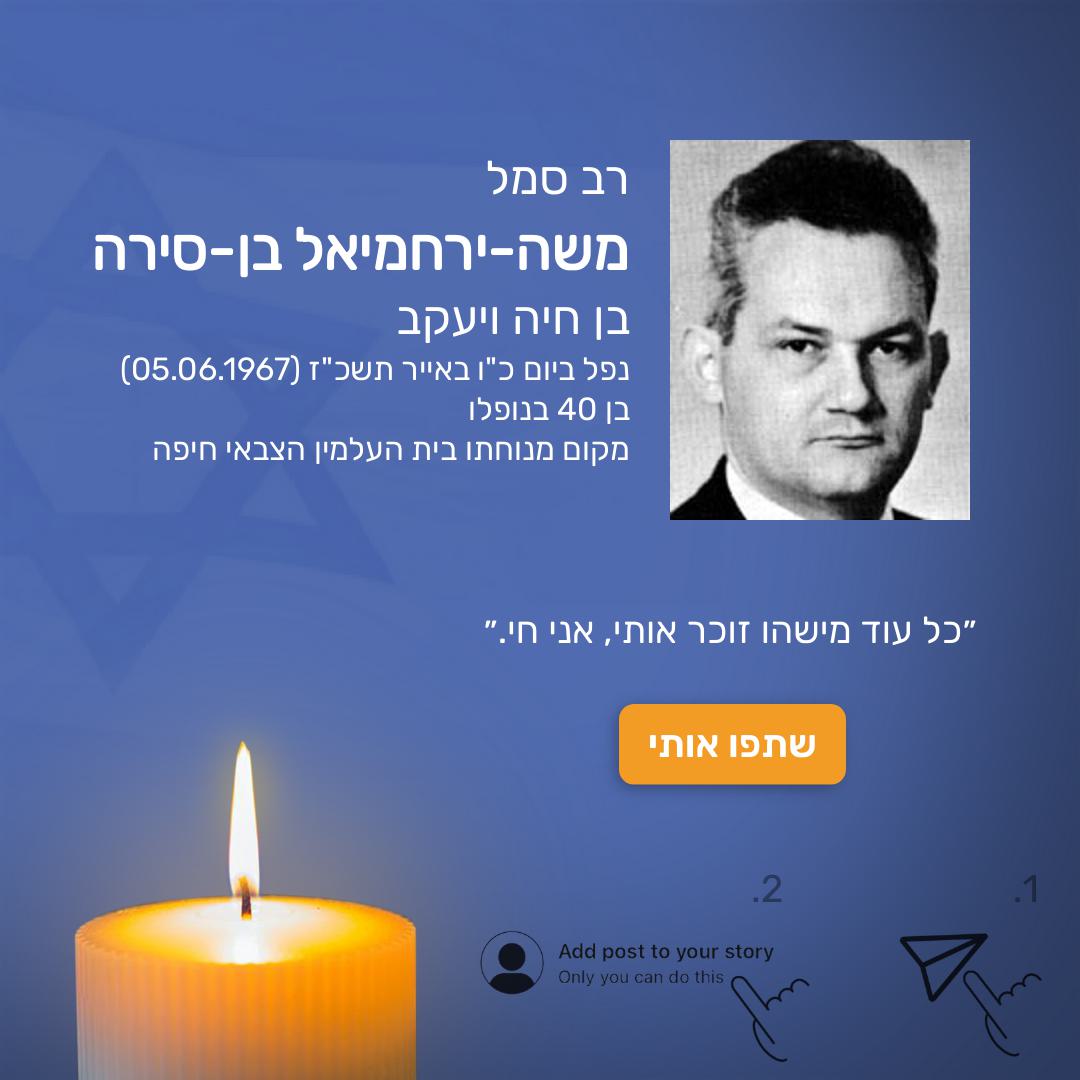 רב סמל
משה-ירחמיאל בן-סירה
בן חיה ויעקב
נפל ביום כ"ו באייר תשכ"ז (05.06.1967)
בן 40 בנופלו
מקום מנוחתו בית העלמין הצבאי חיפה
״כל עוד מישהו זוכר אותי, אני חי.״
שתפו אותי
1.
2.
Add post to your story
Only you can do this